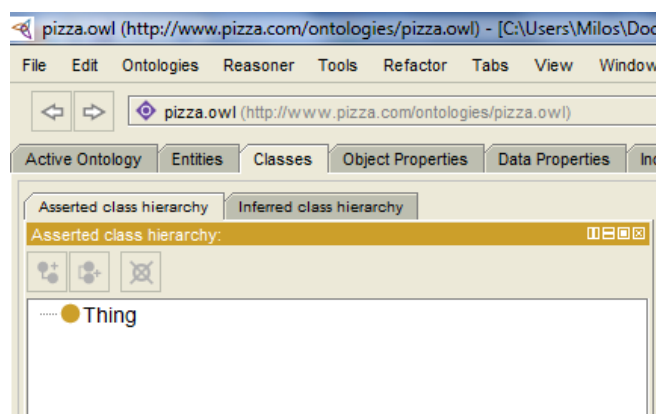 pizza.owl (http://www.pizza.com/ontologies/pizza.owl) - [C:\Users\Milos\Doc
File Edit Ontologies Reasoner Tools Refactor Tabs View Window
pizza.owl (http://www.pizza.com/ontologies/pizza.owl)
Active Ontology Entities Classes Object Properties Data Properties In
Asserted class hierarchy Inferred class hierarchy
Asserted class hierarchy:
Thing